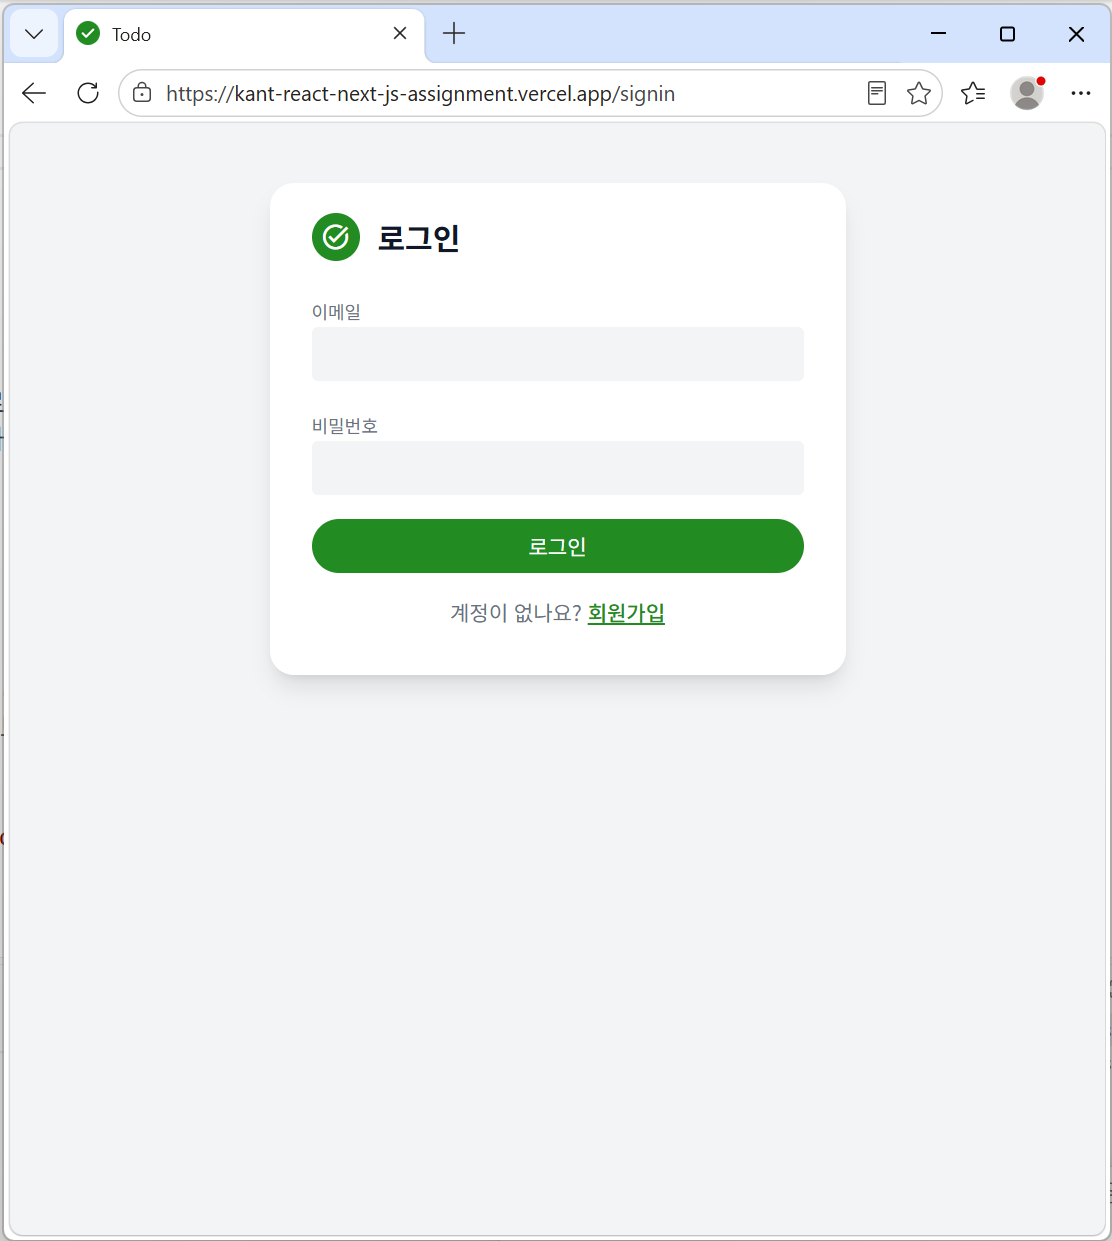 Todo
https://kant-react-next-js-assignment.vercel.app/signin
로그인
이메일
비밀번호
로그인
계정이 없나요? 회원가입